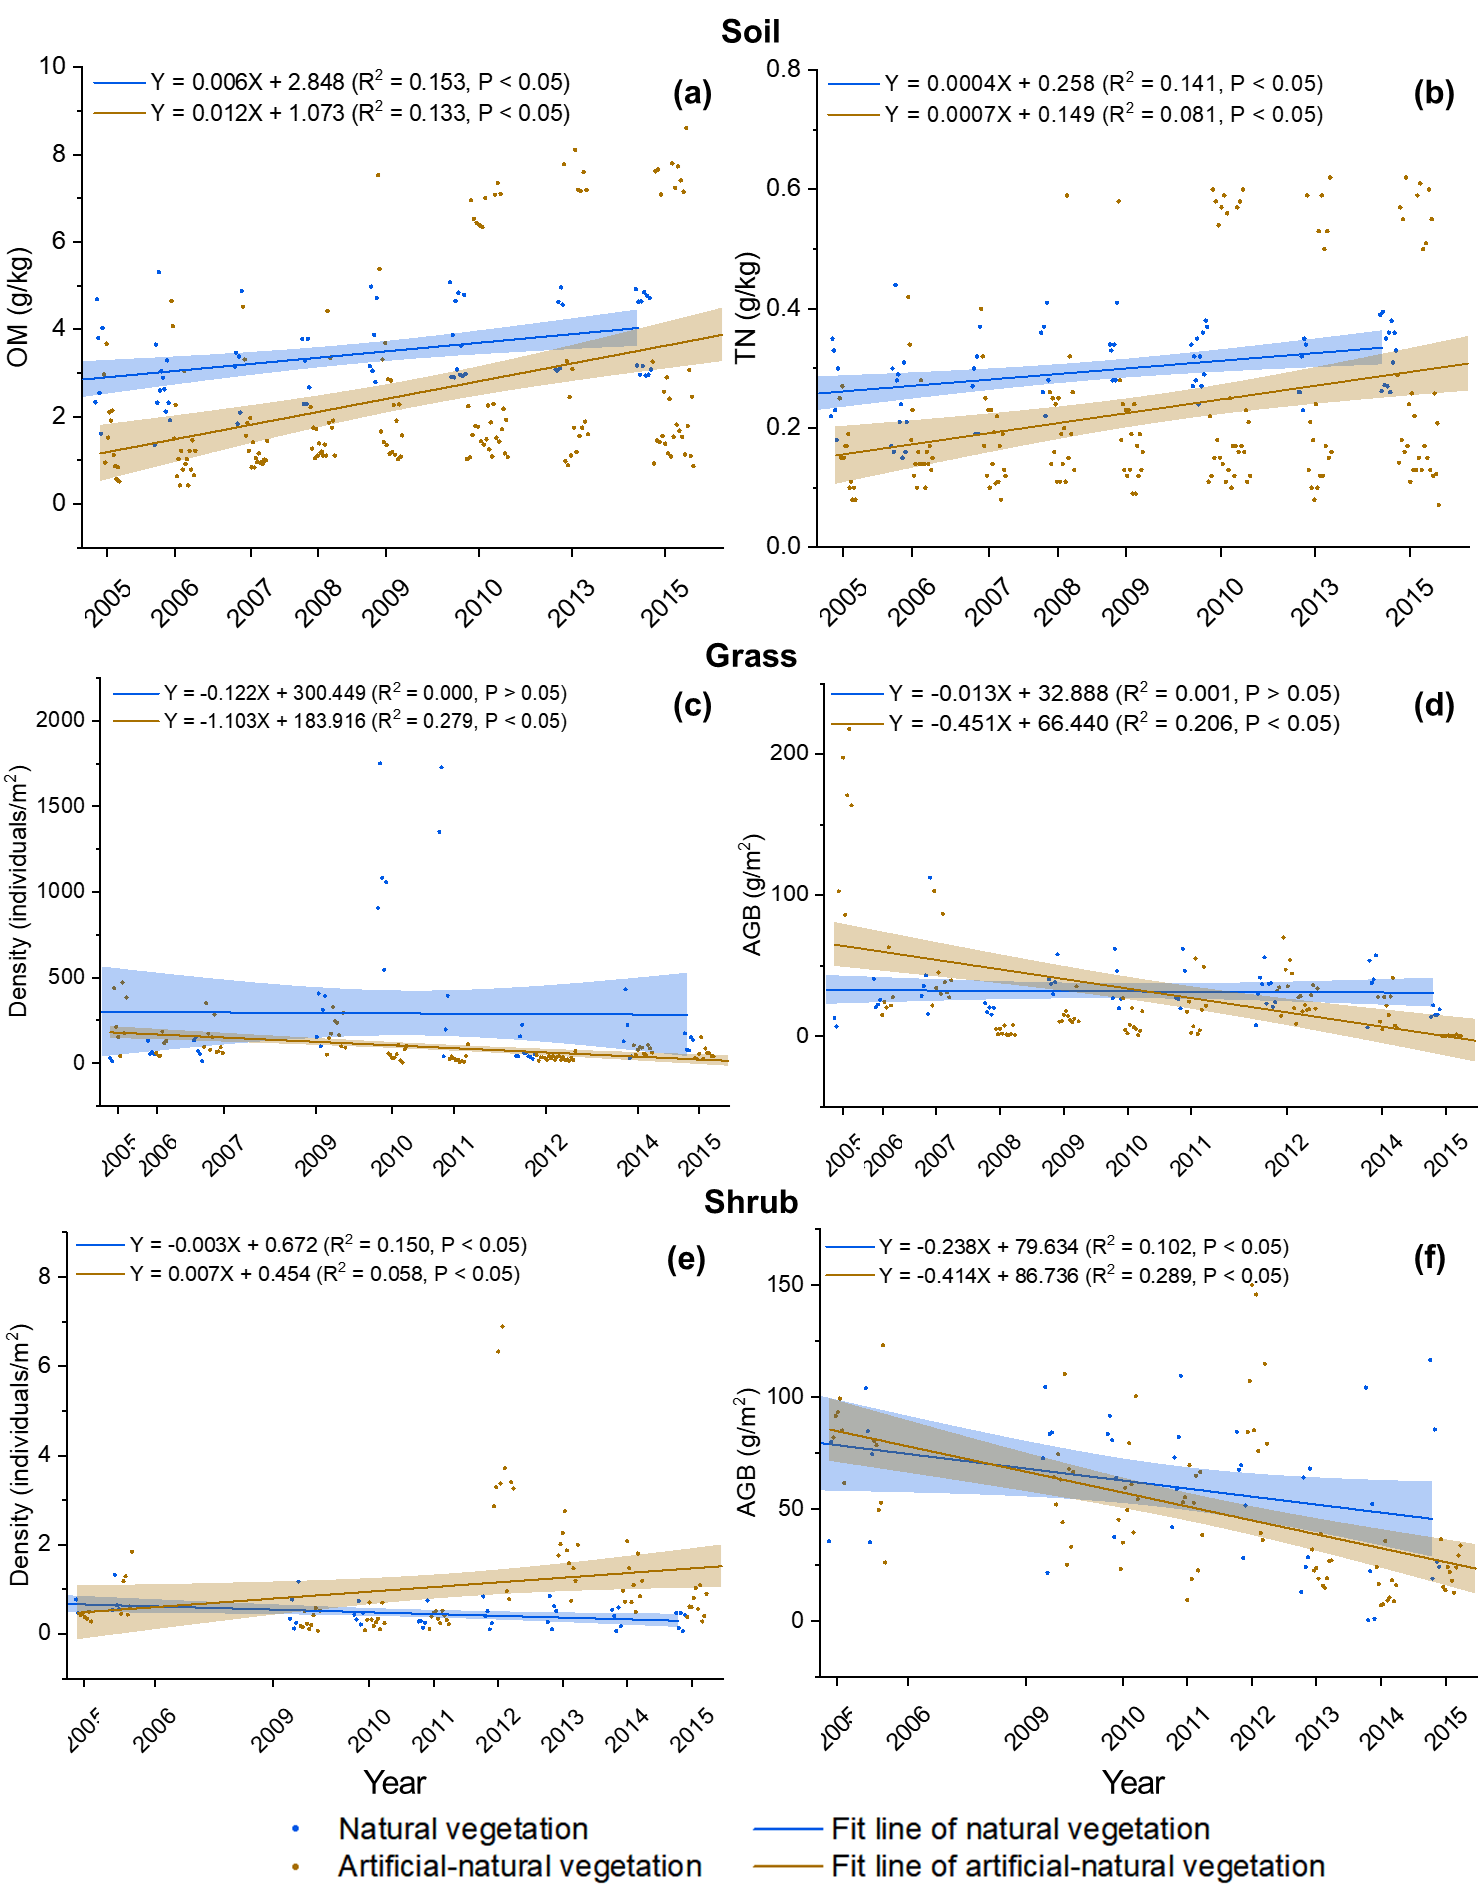 Soil
Y = 0.006X + 2.848 (R² = 0.153, P < 0.05)
Y = 0.012X + 1.073 (R² = 0.133, P < 0.05)
(a)
10
8
6
4
2
0
OM (g/kg)
2005 2006 2007 2008 2009 2010 2013 2015
Y = 0.0004X + 0.258 (R² = 0.141, P < 0.05)
Y = 0.0007X + 0.149 (R² = 0.081, P < 0.05)
(b)
0.8
0.6
0.4
0.2
0.0
TN (g/kg)
2005 2006 2007 2008 2009 2010 2013 2015
Grass
Y = -0.122X + 300.449 (R² = 0.000, P > 0.05)
Y = -1.103X + 183.916 (R² = 0.279, P < 0.05)
(c)
2000
1500
1000
500
0
Density (individuals/m²)
2005 2006 2007 2009 2010 2011 2012 2014 2015
Y = -0.013X + 32.888 (R² = 0.001, P > 0.05)
Y = -0.451X + 66.440 (R² = 0.206, P < 0.05)
(d)
200
100
0
AGB (g/m²)
2005 2006 2007 2008 2009 2010 2011 2012 2014 2015
Shrub
Y = -0.003X + 0.672 (R² = 0.150, P < 0.05)
Y = 0.007X + 0.454 (R² = 0.058, P < 0.05)
(e)
8
6
4
2
0
Density (individuals/m²)
2005 2006 2009 2010 2011 2012 2013 2014 2015
Year
Y = -0.238X + 79.634 (R² = 0.102, P < 0.05)
Y = -0.414X + 86.736 (R² = 0.289, P < 0.05)
(f)
150
100
50
0
AGB (g/m²)
2005 2006 2009 2010 2011 2012 2013 2014 2015
Year
Natural vegetation
Fit line of natural vegetation
Artificial-natural vegetation
Fit line of artificial-natural vegetation